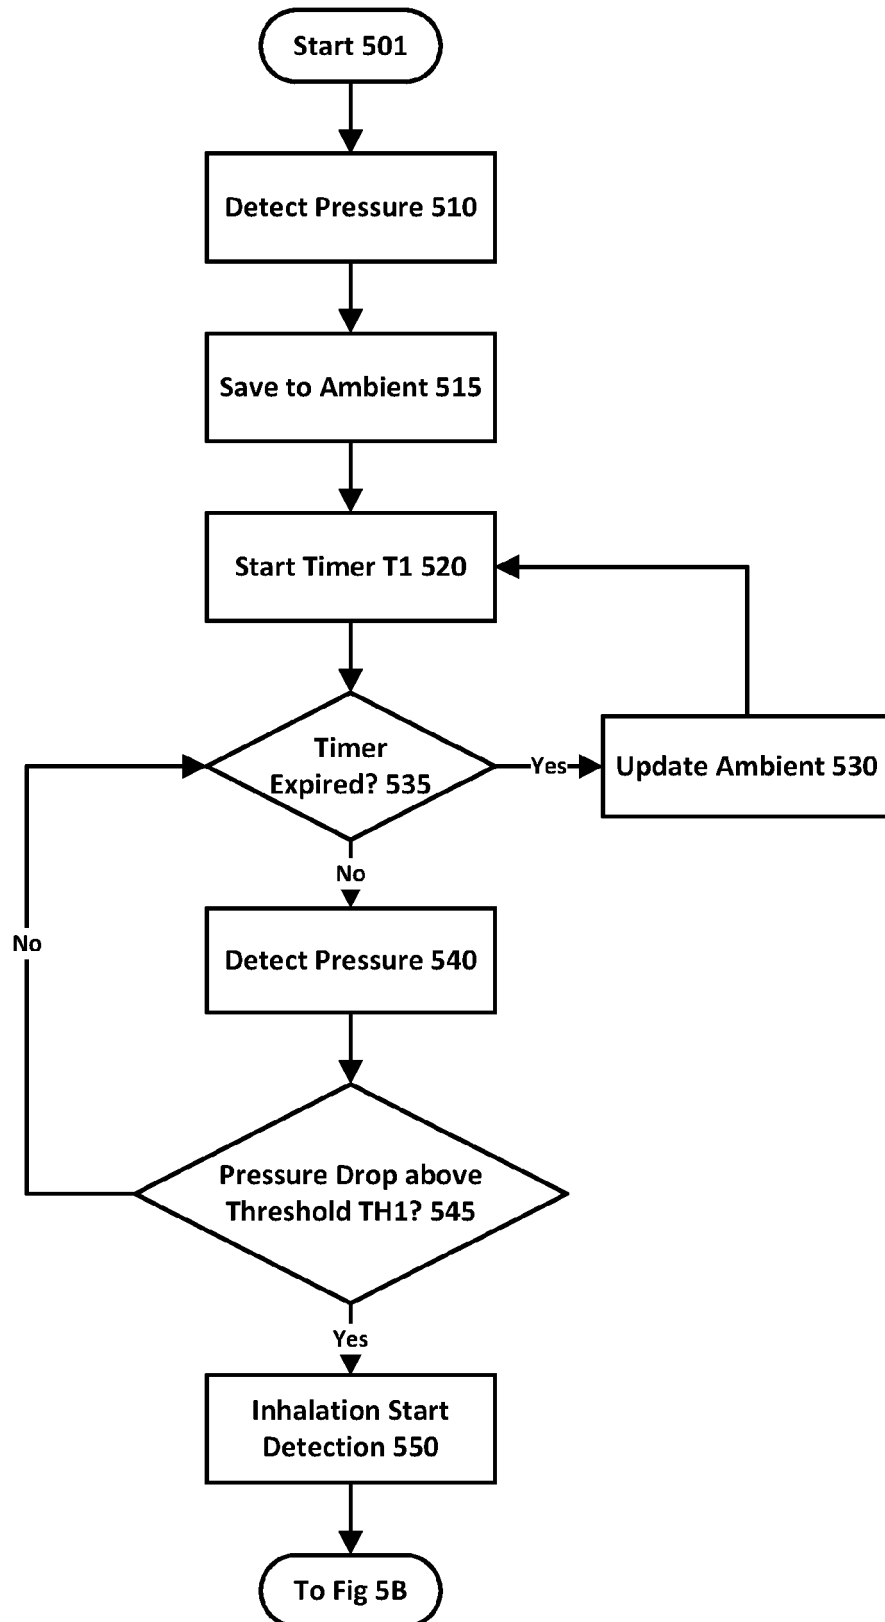 Start 501
Detect Pressure 510
Save to Ambient 515
Start Timer T1 520
Timer
Expired? 535
Yes
Update Ambient 530
No
Detect Pressure 540
No
Pressure Drop above
Threshold TH1? 545
Yes
Inhalation Start
Detection 550
To Fig 5B